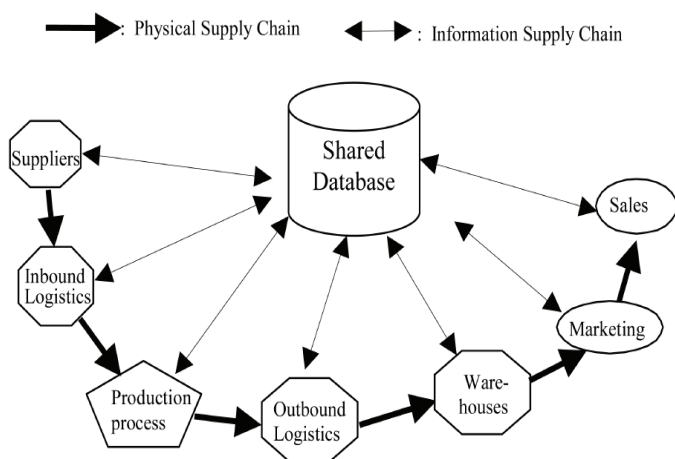 : Physical Supply Chain
: Information Supply Chain
Shared
Database
Suppliers
Sales
Inbound
Logistics
Marketing
Production
process
Outbound
Logistics
Ware-
houses